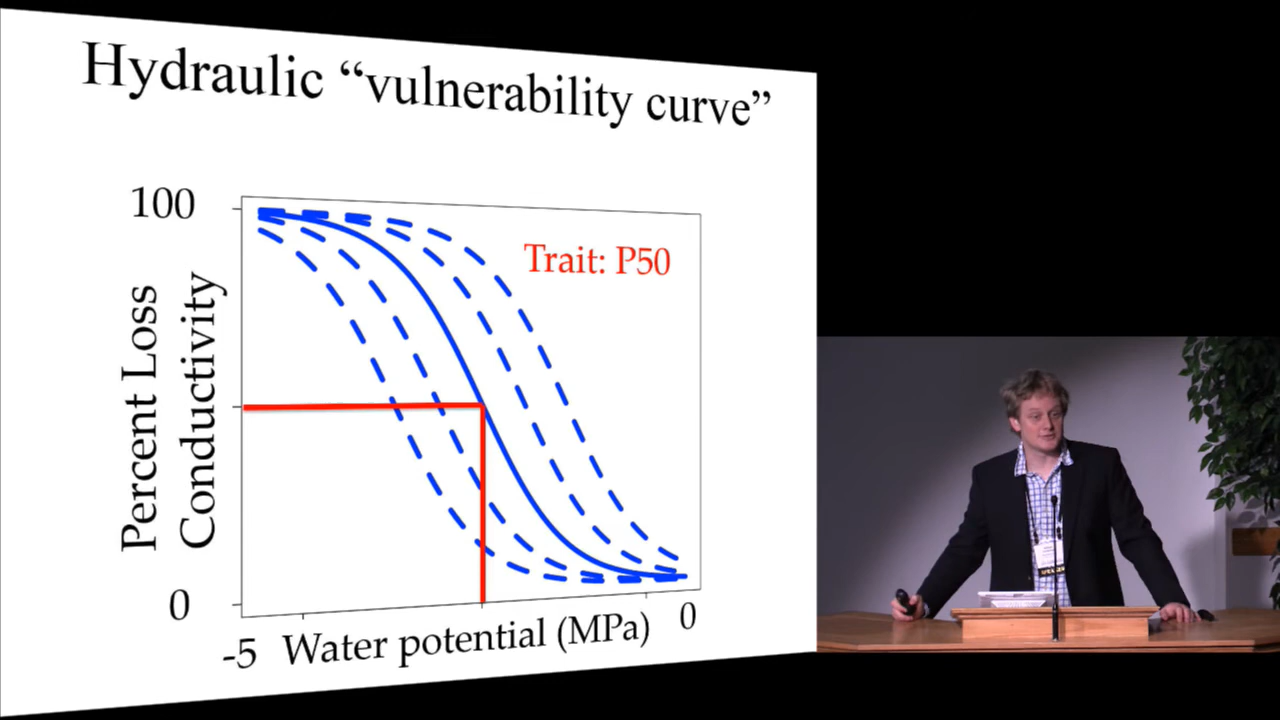 Hydraulic “vulnerability curve”
100
Trait: P50
Percent Loss
Conductivity
0
-5 Water potential (MPa) 0